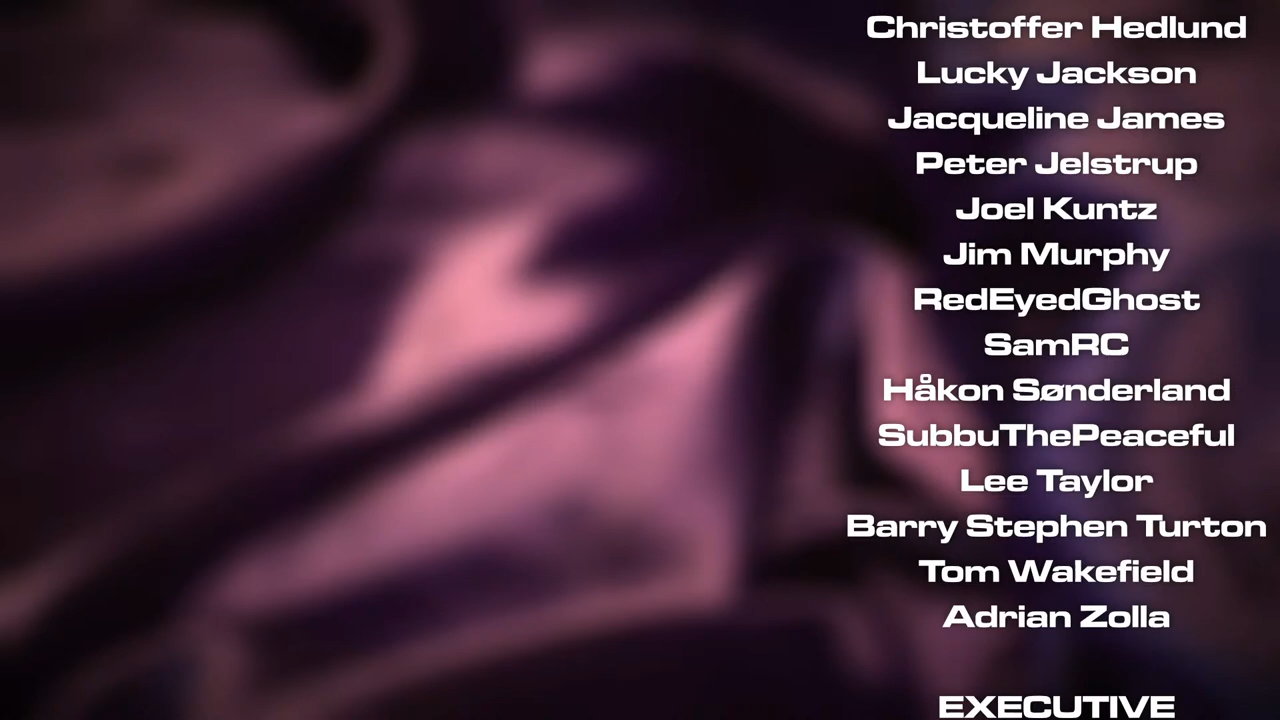 Christoffer Hedlund
Lucky Jackson
Jacqueline James
Peter Jelstrup
Joel Kuntz
Jim Murphy
RedEyedGhost
SamRC
Håkon Sønderland
SubbuThePeaceful
Lee Taylor
Barry Stephen Turton
Tom Wakefield
Adrian Zolla
EXECUTIVE